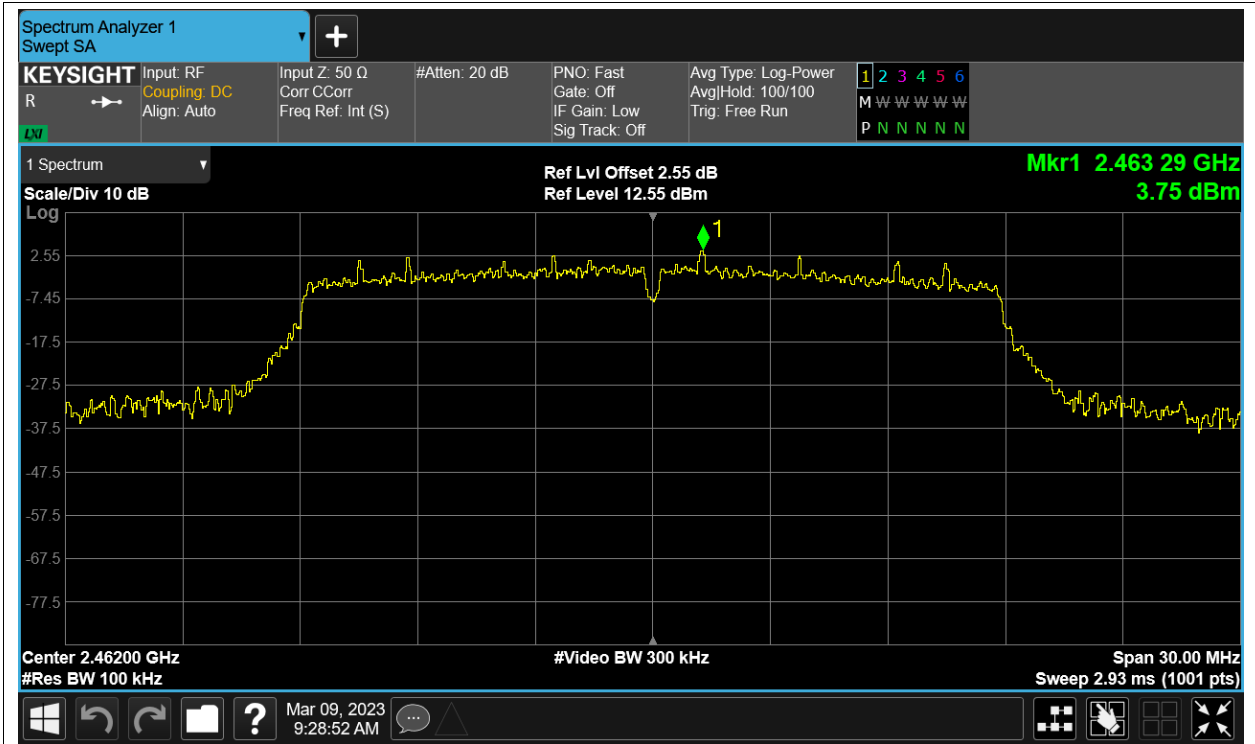 Spectrum Analyzer 1
Swept SA
KEYSIGHT
R
LXI
Input: RF
Coupling: DC
Align: Auto
Input Z: 50 Ω
Corr CCorr
Freq Ref: Int (S)
#Atten: 20 dB
PNO: Fast
Gate: Off
IF Gain: Low
Sig Track: Off
Avg Type: Log-Power
Avg|Hold: 100/100
Trig: Free Run
1 2 3 4 5 6
M W W W W W
P N N N N N
1 Spectrum
Scale/Div 10 dB
Log
Ref Lvl Offset 2.55 dB
Ref Level 12.55 dBm
Mkr1 2.463 29 GHz
3.75 dBm
1
2.55
-7.45
-17.5
-27.5
-37.5
-47.5
-57.5
-67.5
-77.5
Center 2.46200 GHz
#Res BW 100 kHz
#Video BW 300 kHz
Span 30.00 MHz
Sweep 2.93 ms (1001 pts)
?
Mar 09, 2023
9:28:52 AM